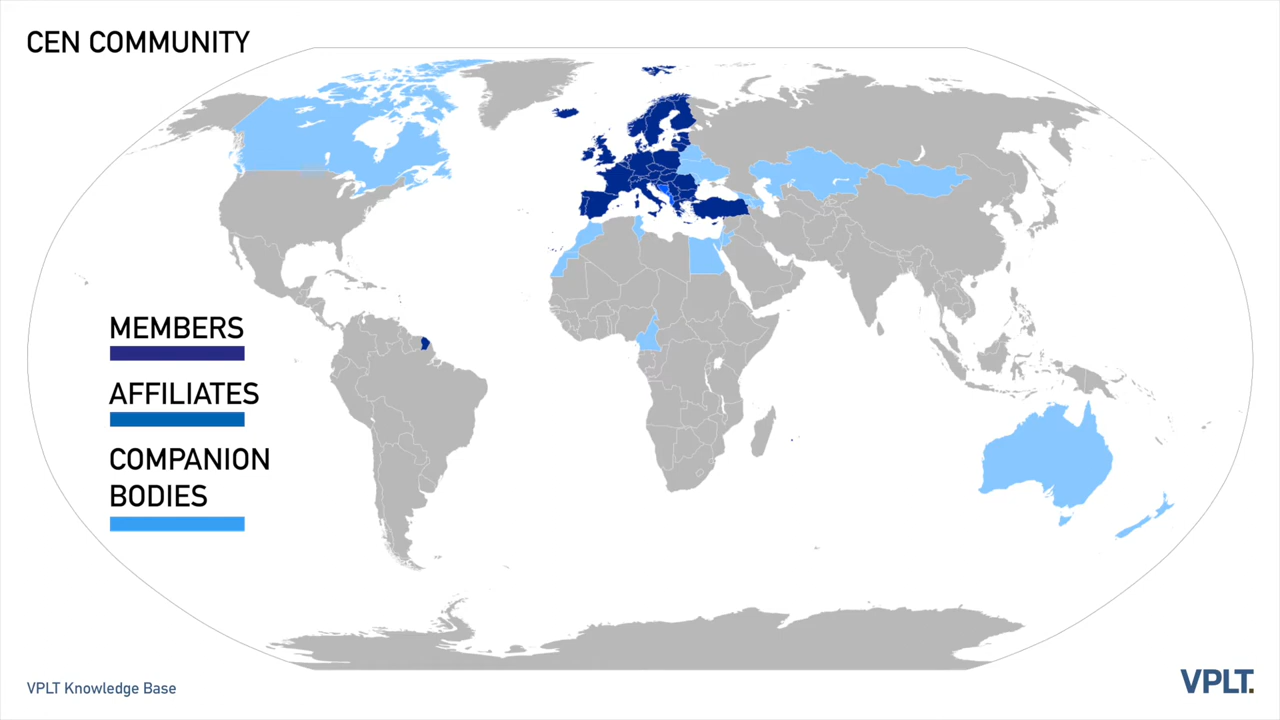 CEN COMMUNITY
MEMBERS
AFFILIATES
COMPANION
BODIES
VPLT Knowledge Base
VPLT.